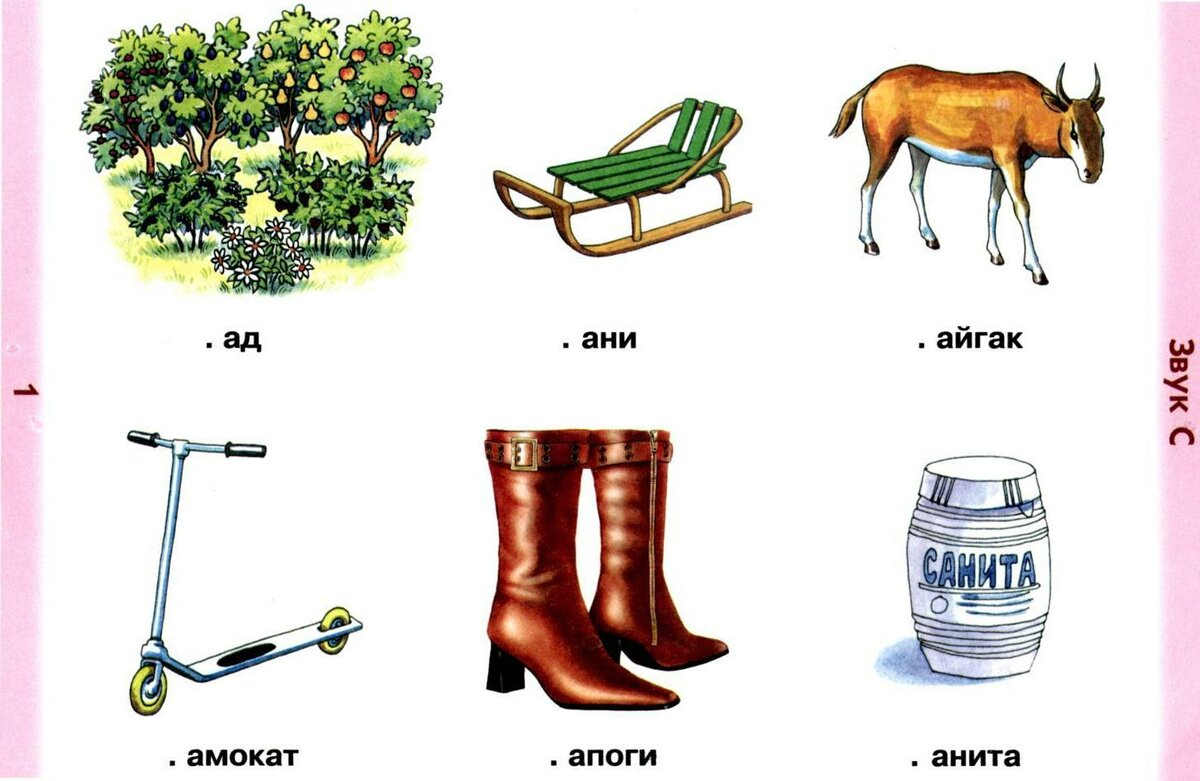 . ад
. ани
. айгак
1
Звук С
САНИТА
. амокат
. апоги
. анита